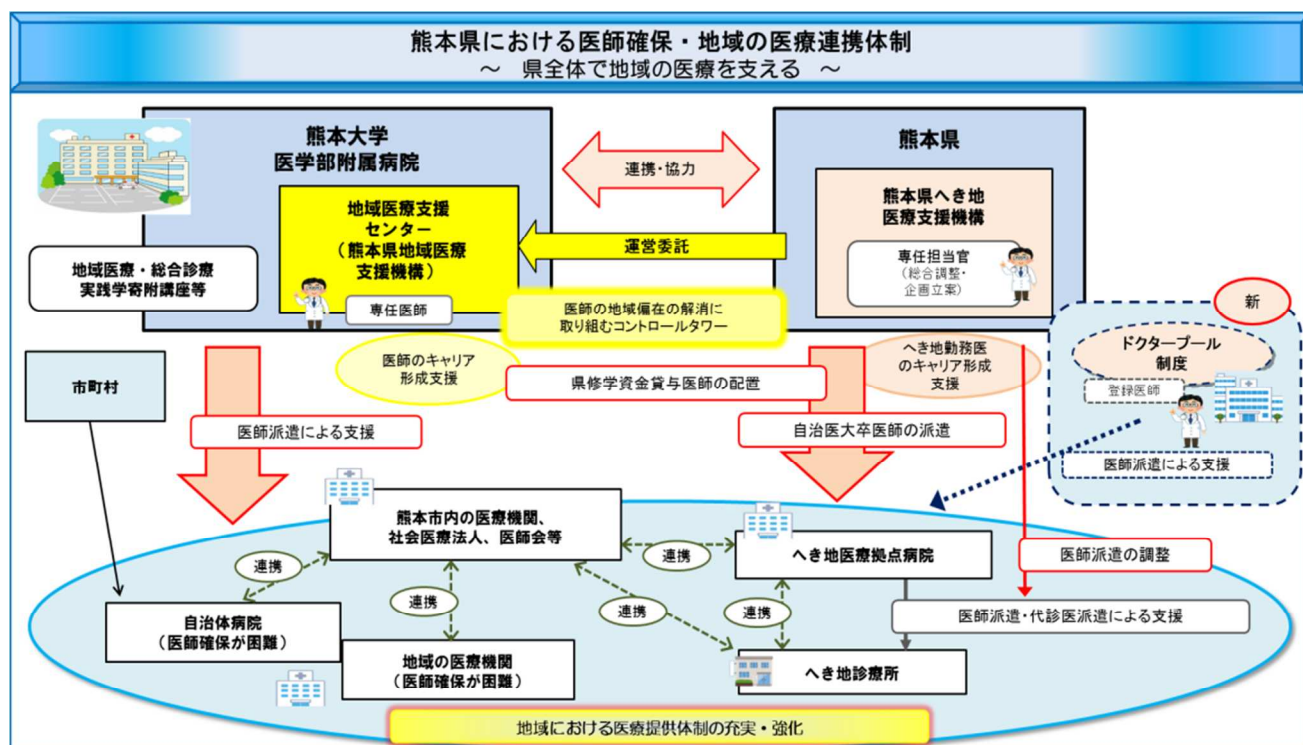 熊本県における医師確保・地域の医療連携体制
～ 県全体で地域の医療を支える ～
熊本大学
医学部附属病院
連携・協力
熊本県
地域医療支援
センター
（熊本県地域医療
支援機構）
専任医師
運営委託
熊本県へき地
医療支援機構
専任担当官
（総合調整・
企画立案）
地域医療・総合診療
実践学寄附講座等
医師の地域偏在の解消に
取り組むコントロールタワー
新
ドクタープール
制度
登録医師
医師派遣による支援
市町村
医師のキャリア
形成支援
へき地勤務医
のキャリア形成
支援
県修学資金貸与医師の配置
医師派遣による支援
自治医大卒医師の派遣
熊本市内の医療機関、
社会医療法人、医師会等
へき地医療拠点病院
医師派遣の調整
連携
連携
連携
連携
連携
自治体病院
（医師確保が困難）
医師派遣・代診医派遣による支援
地域の医療機関
（医師確保が困難）
へき地診療所
地域における医療提供体制の充実・強化